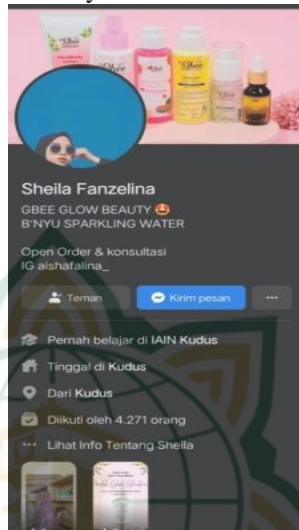 Gbee
Sheila Fanzelina
GBEE GLOW BEAUTY 🤩
B'NYU SPARKLING WATER
Open Order & konsultasi
IG aishafalina_
Teman
Kirim pesan
Pernah belajar di IAIN Kudus
Tinggal di Kudus
Dari Kudus
Diikuti oleh 4.271 orang
Lihat Info Tentang Sheila